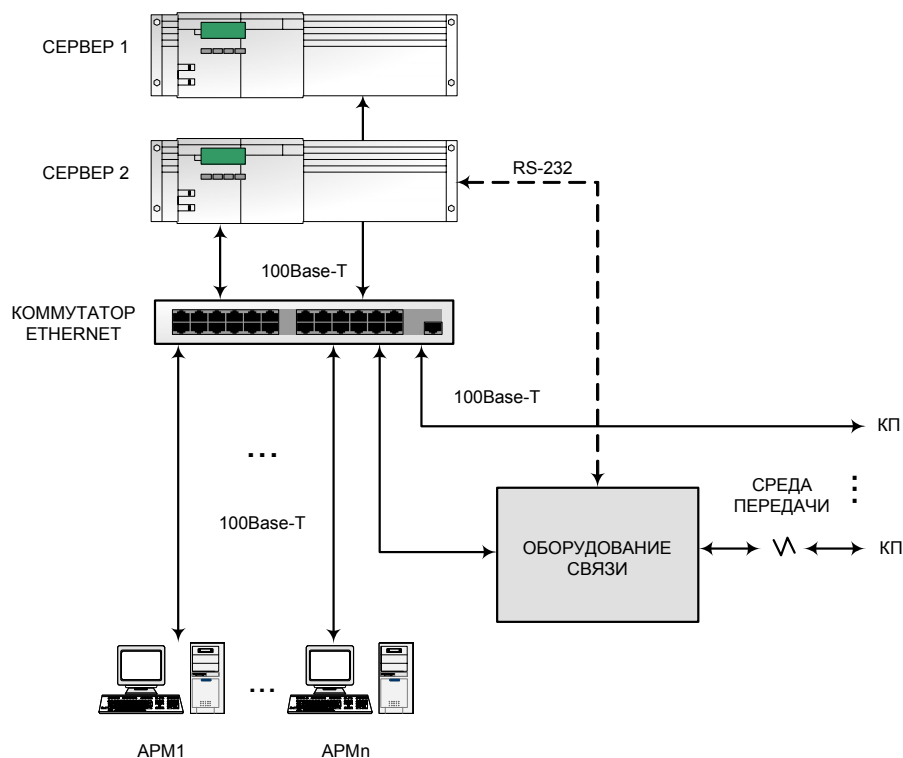 СЕРВЕР 1
СЕРВЕР 2
RS-232
100Base-T
КОММУТАТОР
ETHERNET
100Base-T
КП
...
СРЕДА
ПЕРЕДАЧИ
...
100Base-T
ОБОРУДОВАНИЕ
СВЯЗИ
КП
...
АРМ1
АРМn